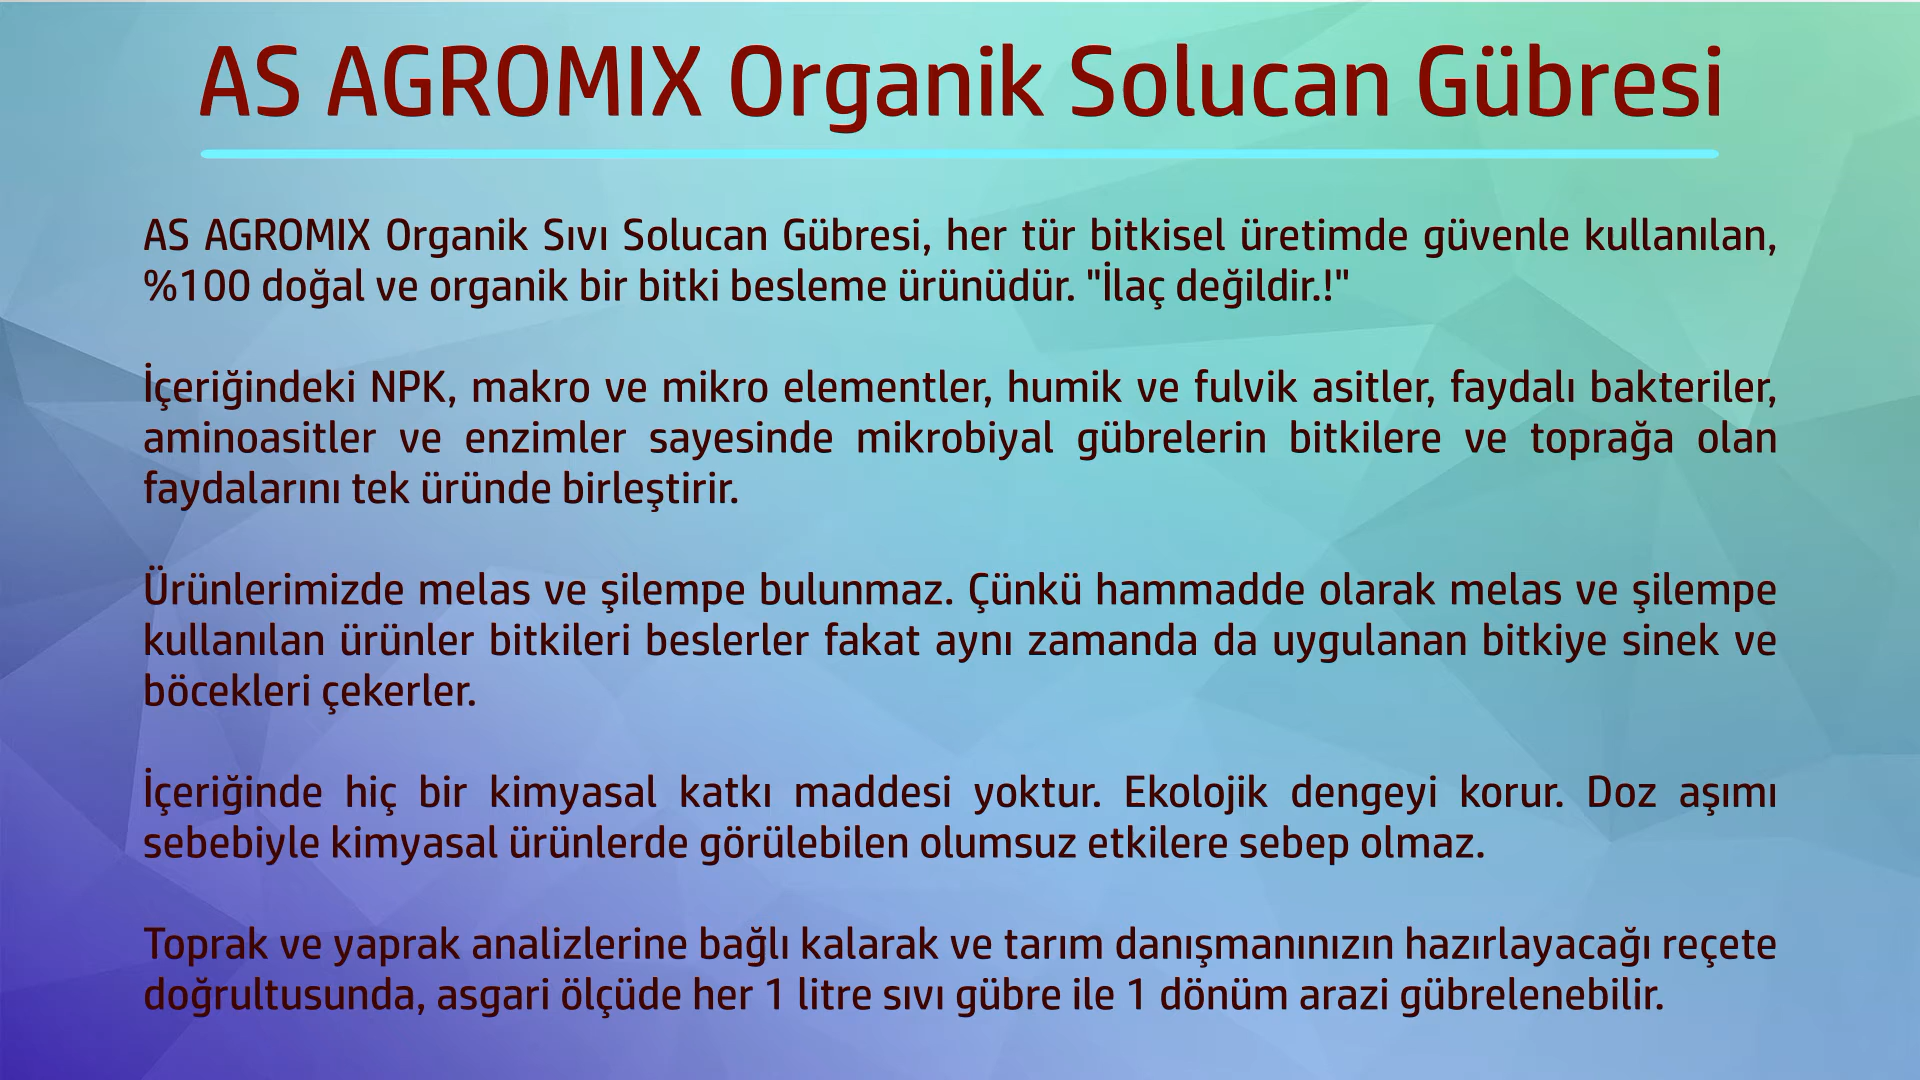 AS AGROMIX Organik Solucan Gübresi
AS AGROMIX Organik Sıvı Solucan Gübresi, her tür bitkisel üretimde güvenle kullanılan,
%100 doğal ve organik bir bitki besleme ürünüdür. "İlaç değildir.!"
İçeriğindeki NPK, makro ve mikro elementler, humik ve fulvik asitler, faydalı bakteriler,
aminoasitler ve enzimler sayesinde mikrobiyal gübrelerin bitkilere ve toprağa olan
faydalarını tek üründe birleştirir.
Ürünlerimizde melas ve şilempe bulunmaz. Çünkü hammadde olarak melas ve şilempe
kullanılan ürünler bitkileri beslerler fakat aynı zamanda da uygulanan bitkiye sinek ve
böcekleri çekerler.
İçeriğinde hiç bir kimyasal katkı maddesi yoktur. Ekolojik dengeyi korur. Doz aşımı
sebebiyle kimyasal ürünlerde görülebilen olumsuz etkilere sebep olmaz.
Toprak ve yaprak analizlerine bağlı kalarak ve tarım danışmanınızın hazırlayacağı reçete
doğrultusunda, asgari ölçüde her 1 litre sıvı gübre ile 1 dönüm arazi gübrelenebilir.